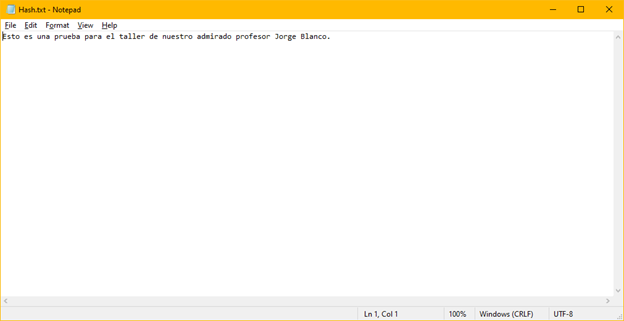 Hash.txt - Notepad
File Edit Format View Help
Esto es una prueba para el taller de nuestro admirado profesor Jorge Blanco.
Ln 1, Col 1 100% Windows (CRLF) UTF-8